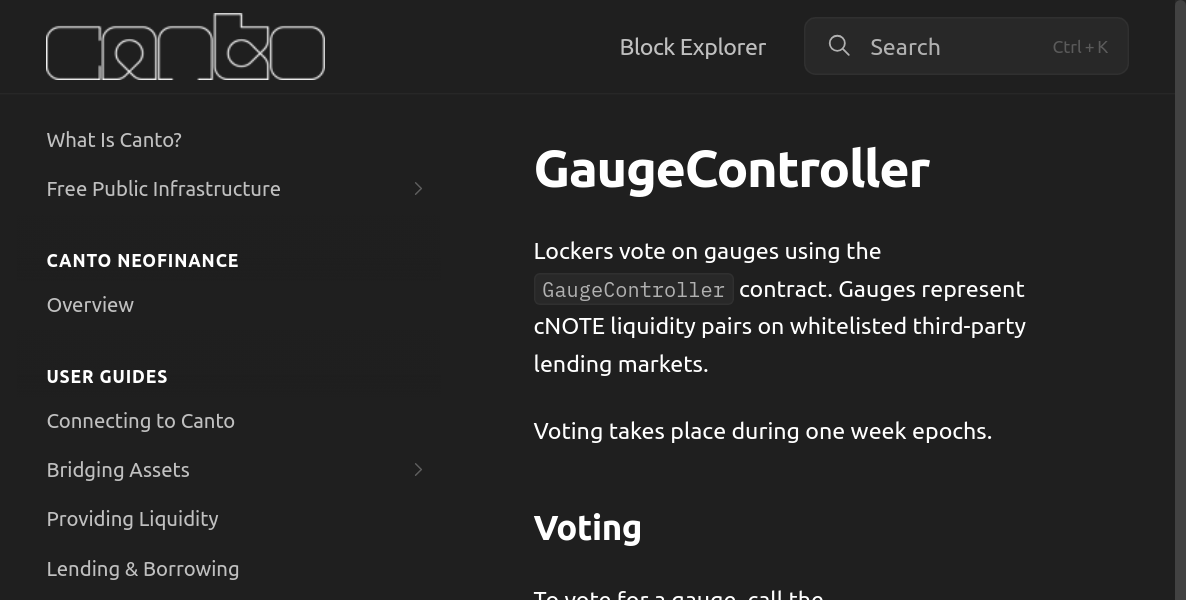 canto
Block Explorer
Search
Ctrl + K
What Is Canto?
Free Public Infrastructure
CANTO NEOFINANCE
Overview
USER GUIDES
Connecting to Canto
Bridging Assets
Providing Liquidity
Lending & Borrowing
GaugeController
Lockers vote on gauges using the
GaugeController contract. Gauges represent
cNOTE liquidity pairs on whitelisted third-party
lending markets.
Voting takes place during one week epochs.
Voting
To vote for a gauge, call the